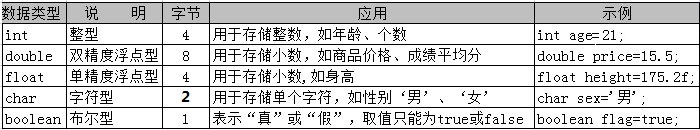 数据类型 说 明 字节 应用 示例
int 整型 4 用于存储整数，如年龄、个数 int age=21;
double 双精度浮点型 8 用于存储小数，如商品价格、成绩平均分 double price=15.5;
float 单精度浮点型 4 用于存储小数,如身高 float height=175.2f;
char 字符型 2 用于存储单个字符，如性别‘男’、‘女’ char sex='男';
boolean 布尔型 1 表示“真”或“假”，取值只能为true或false boolean flag=true;